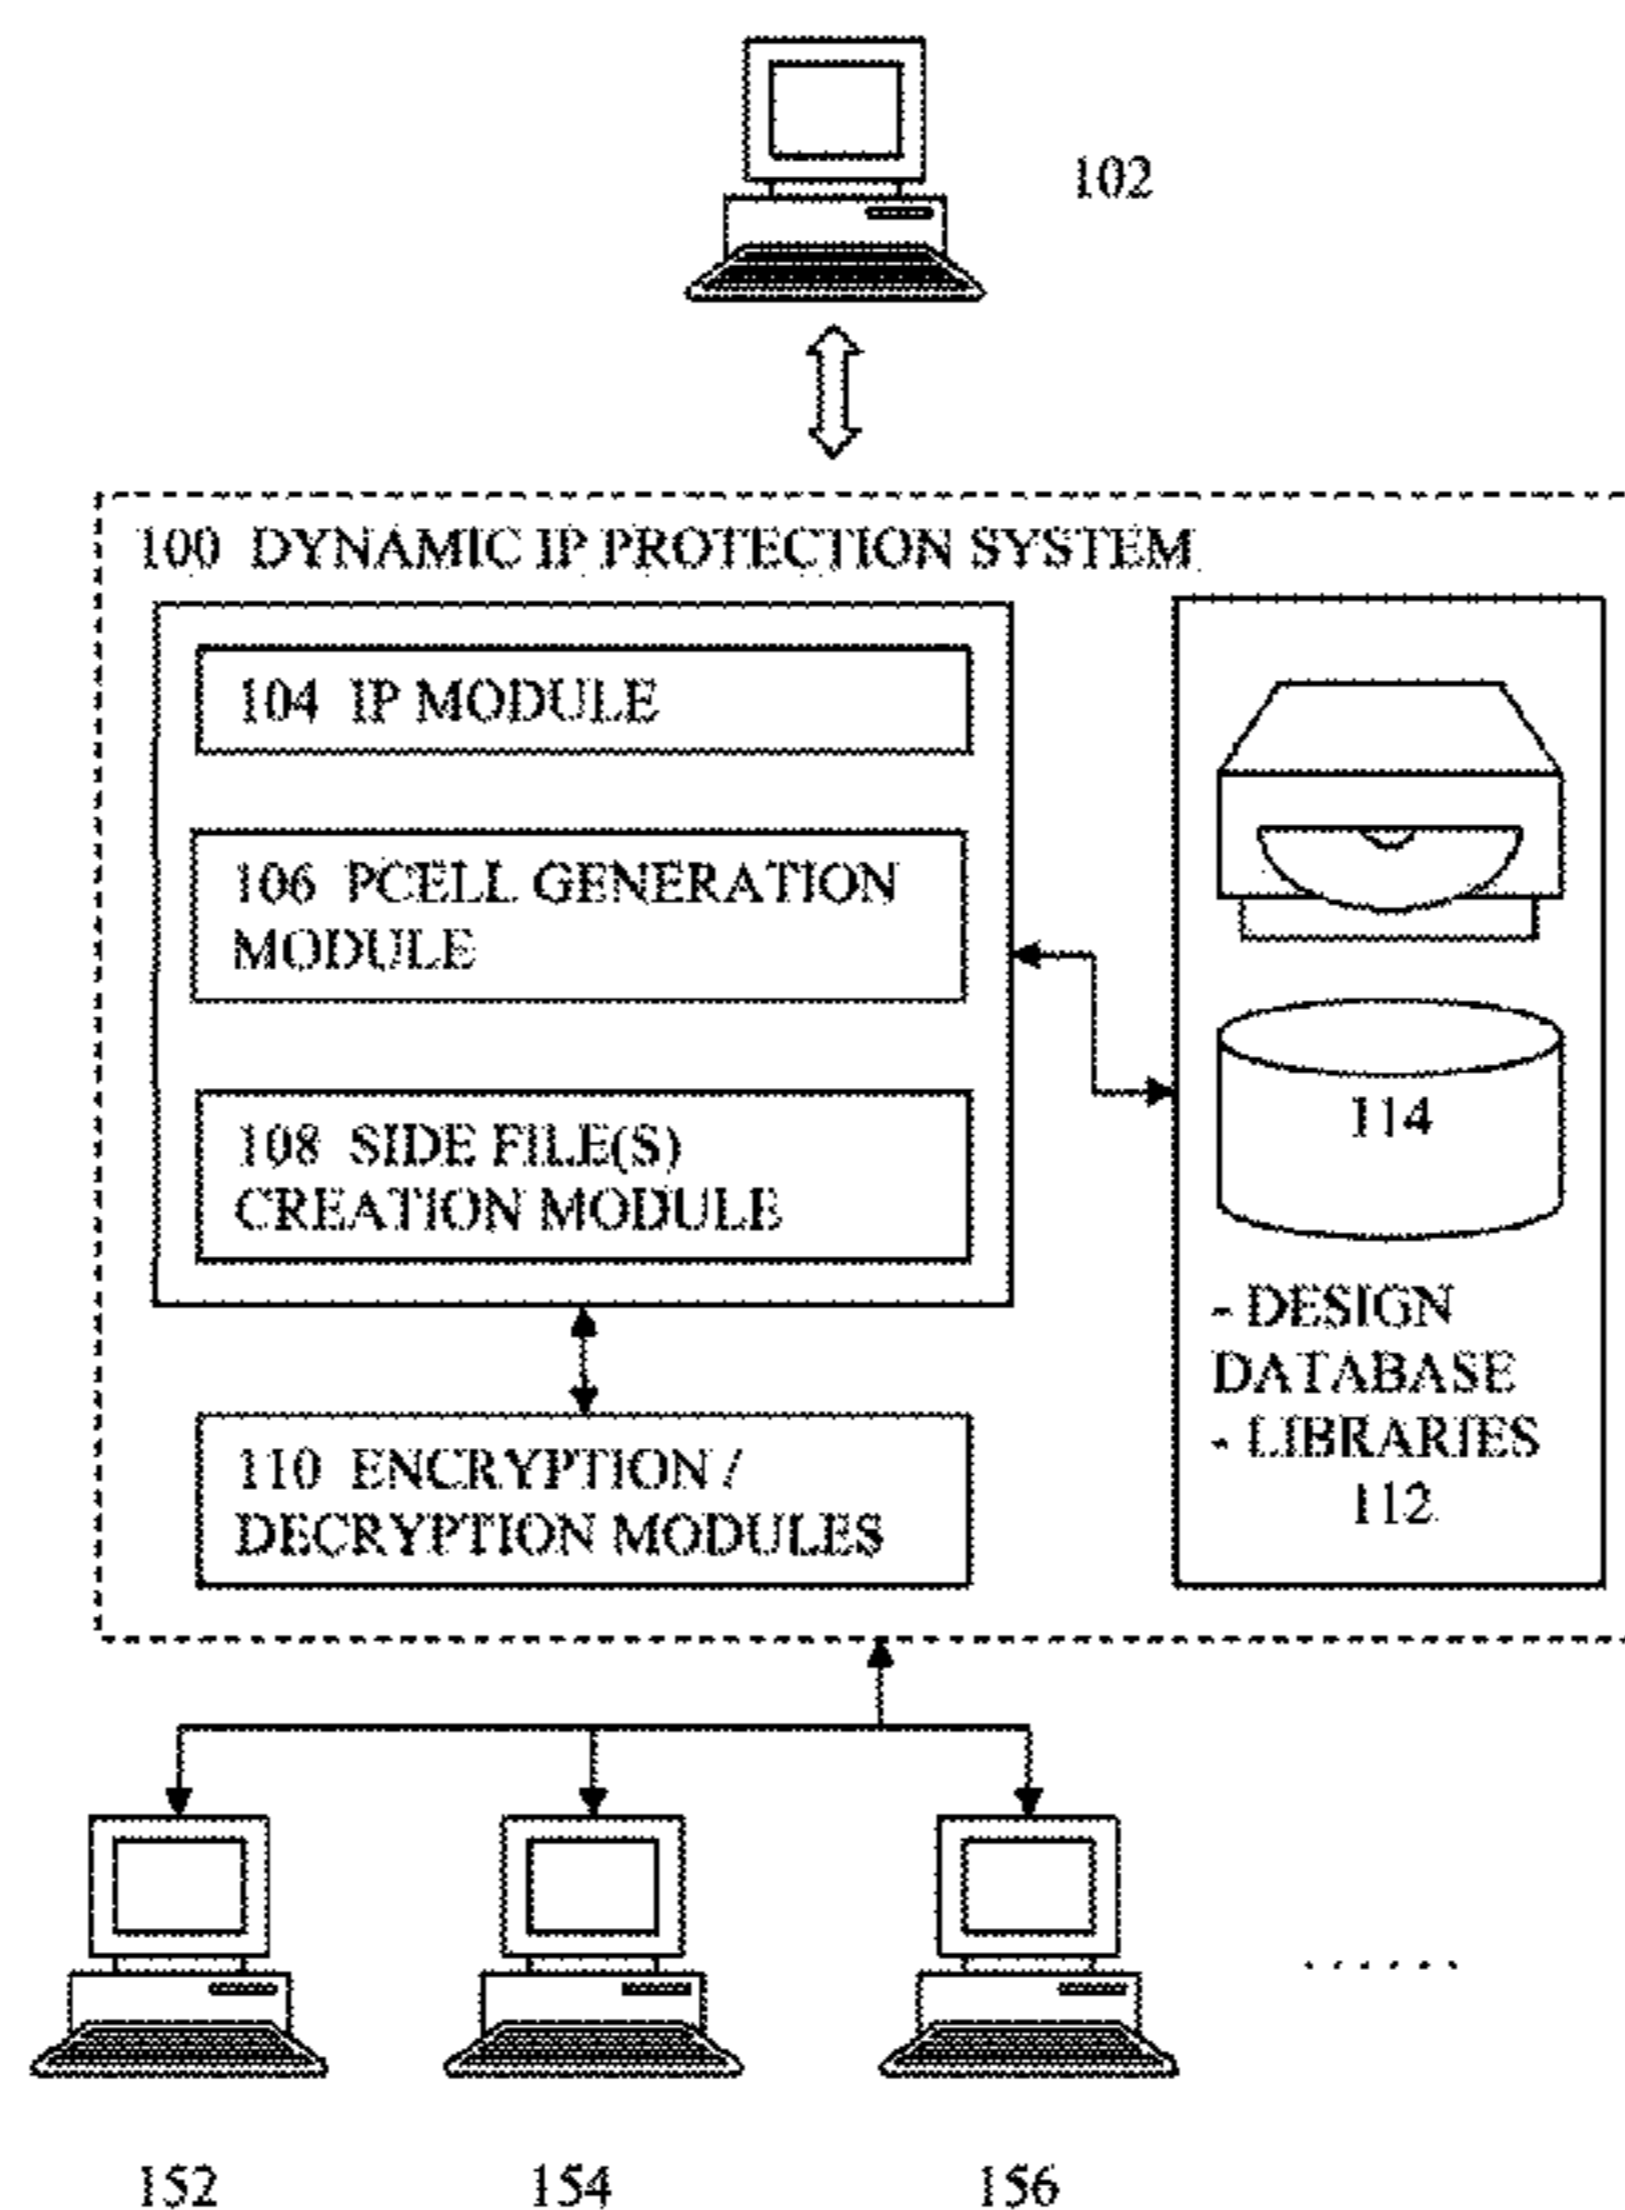 102
100 DYNAMIC IP PROTECTION SYSTEM
104 IP MODULE
106 PCELL GENERATION
MODULE
108 SIDE FILE(S)
CREATION MODULE
110 ENCRYPTION /
DECRYPTION MODULES
114
- DESIGN
DATABASE
- LIBRARIES
112
......
152
154
156